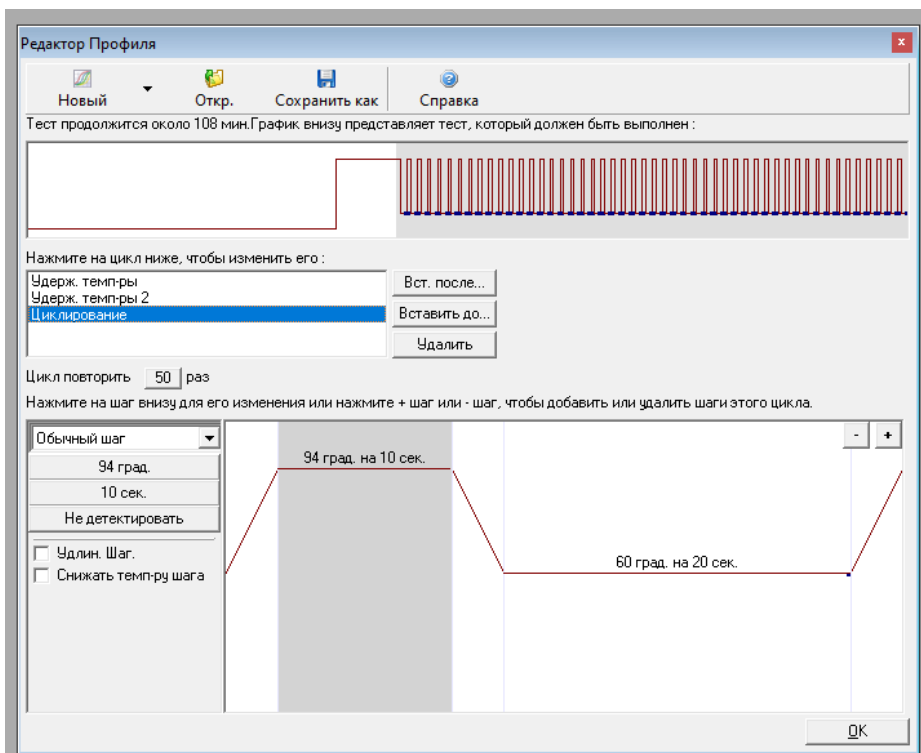 Редактор Профиля
x
Новый Откр. Сохранить как Справка
Тест продолжится около 108 мин.График внизу представляет тест, который должен быть выполнен :
Нажмите на цикл ниже, чтобы изменить его :
Удерж. темп-ры
Удерж. темп-ры 2
Циклирование
Вст. после...
Вставить до...
Удалить
Цикл повторить 50 раз
Нажмите на шаг внизу для его изменения или нажмите + шаг или - шаг, чтобы добавить или удалить шаги этого цикла.
Обычный шаг
94 град.
10 сек.
Не детектировать
Удлин. Шаг.
Снижать темп-ру шага
- +
94 град. на 10 сек.
60 град. на 20 сек.
OK